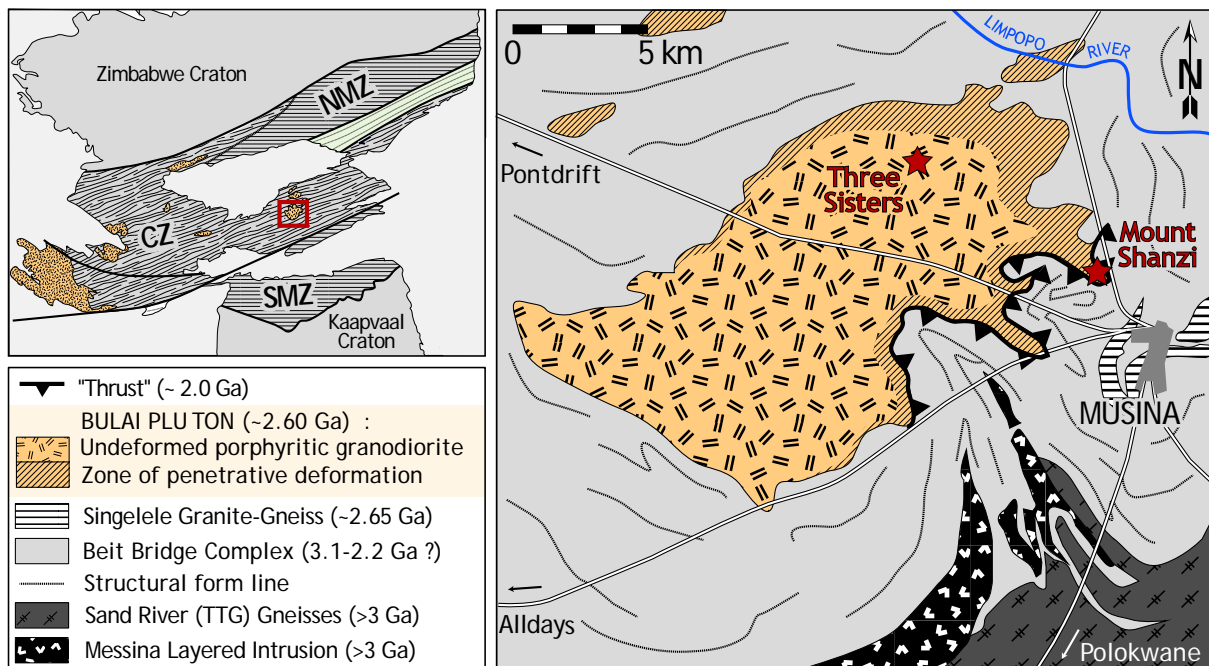 Zimbabwe Craton
NMZ
CZ
SMZ
Kaapvaal
Craton
"Thrust" (~ 2.0 Ga)
BULAI PLUTON (~2.60 Ga) :
Undeformed porphyritic granodiorite
Zone of penetrative deformation
Singelele Granite-Gneiss (~2.65 Ga)
Beit Bridge Complex (3.1-2.2 Ga ?)
Structural form line
Sand River (TTG) Gneisses (>3 Ga)
Messina Layered Intrusion (>3 Ga)
0 5 km
LIMPOPO
RIVER
N
Pontdrift
Three
Sisters
Mount
Shanzi
MUSINA
Alldays
Polokwane